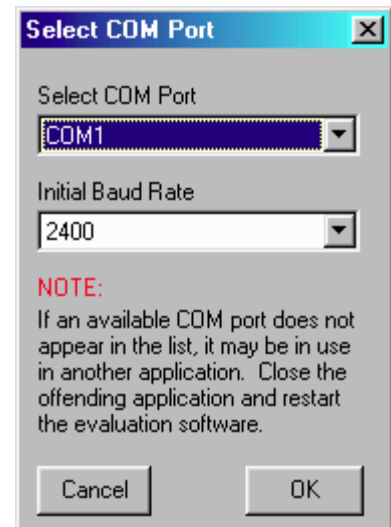 Select COM Port
Select COM Port
COM1
Initial Baud Rate
2400
NOTE:
If an available COM port does not
appear in the list, it may be in use
in another application.  Close the
offending application and restart
the evaluation software.
Cancel OK